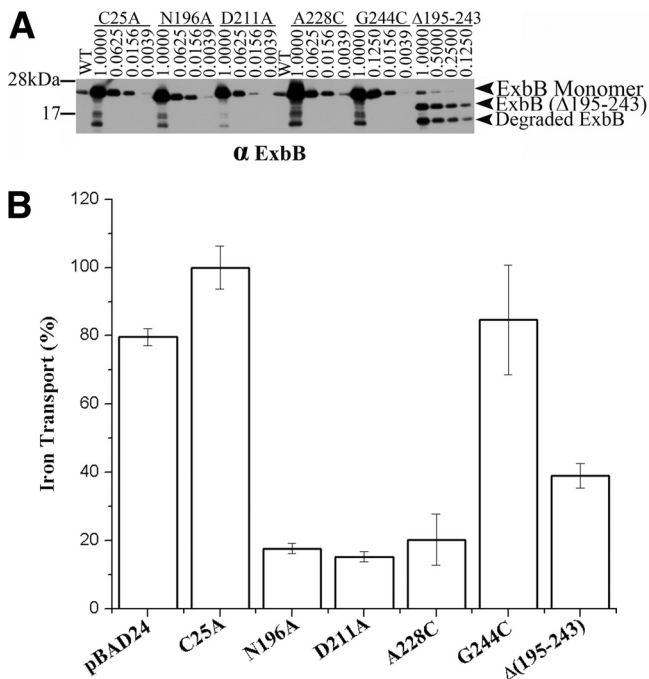 A
C25A N196A D211A A228C G244C Δ195-243
WT 1.0000 0.0625 0.0156 0.0039 1.0000 0.0625 0.0156 0.0039 1.0000 0.0625 0.0156 0.0039 WT 1.0000 0.0625 0.0156 0.0039 1.0000 0.1250 0.0156 0.0039 1.0000 0.5000 0.2500 0.1250
28kDa
17
ExbB Monomer
ExbB (Δ195-243)
Degraded ExbB
α ExbB
B
120
100
80
60
40
20
0
Iron Transport (%)
pBAD24 C25A N196A D211A A228C G244C Δ(195-243)